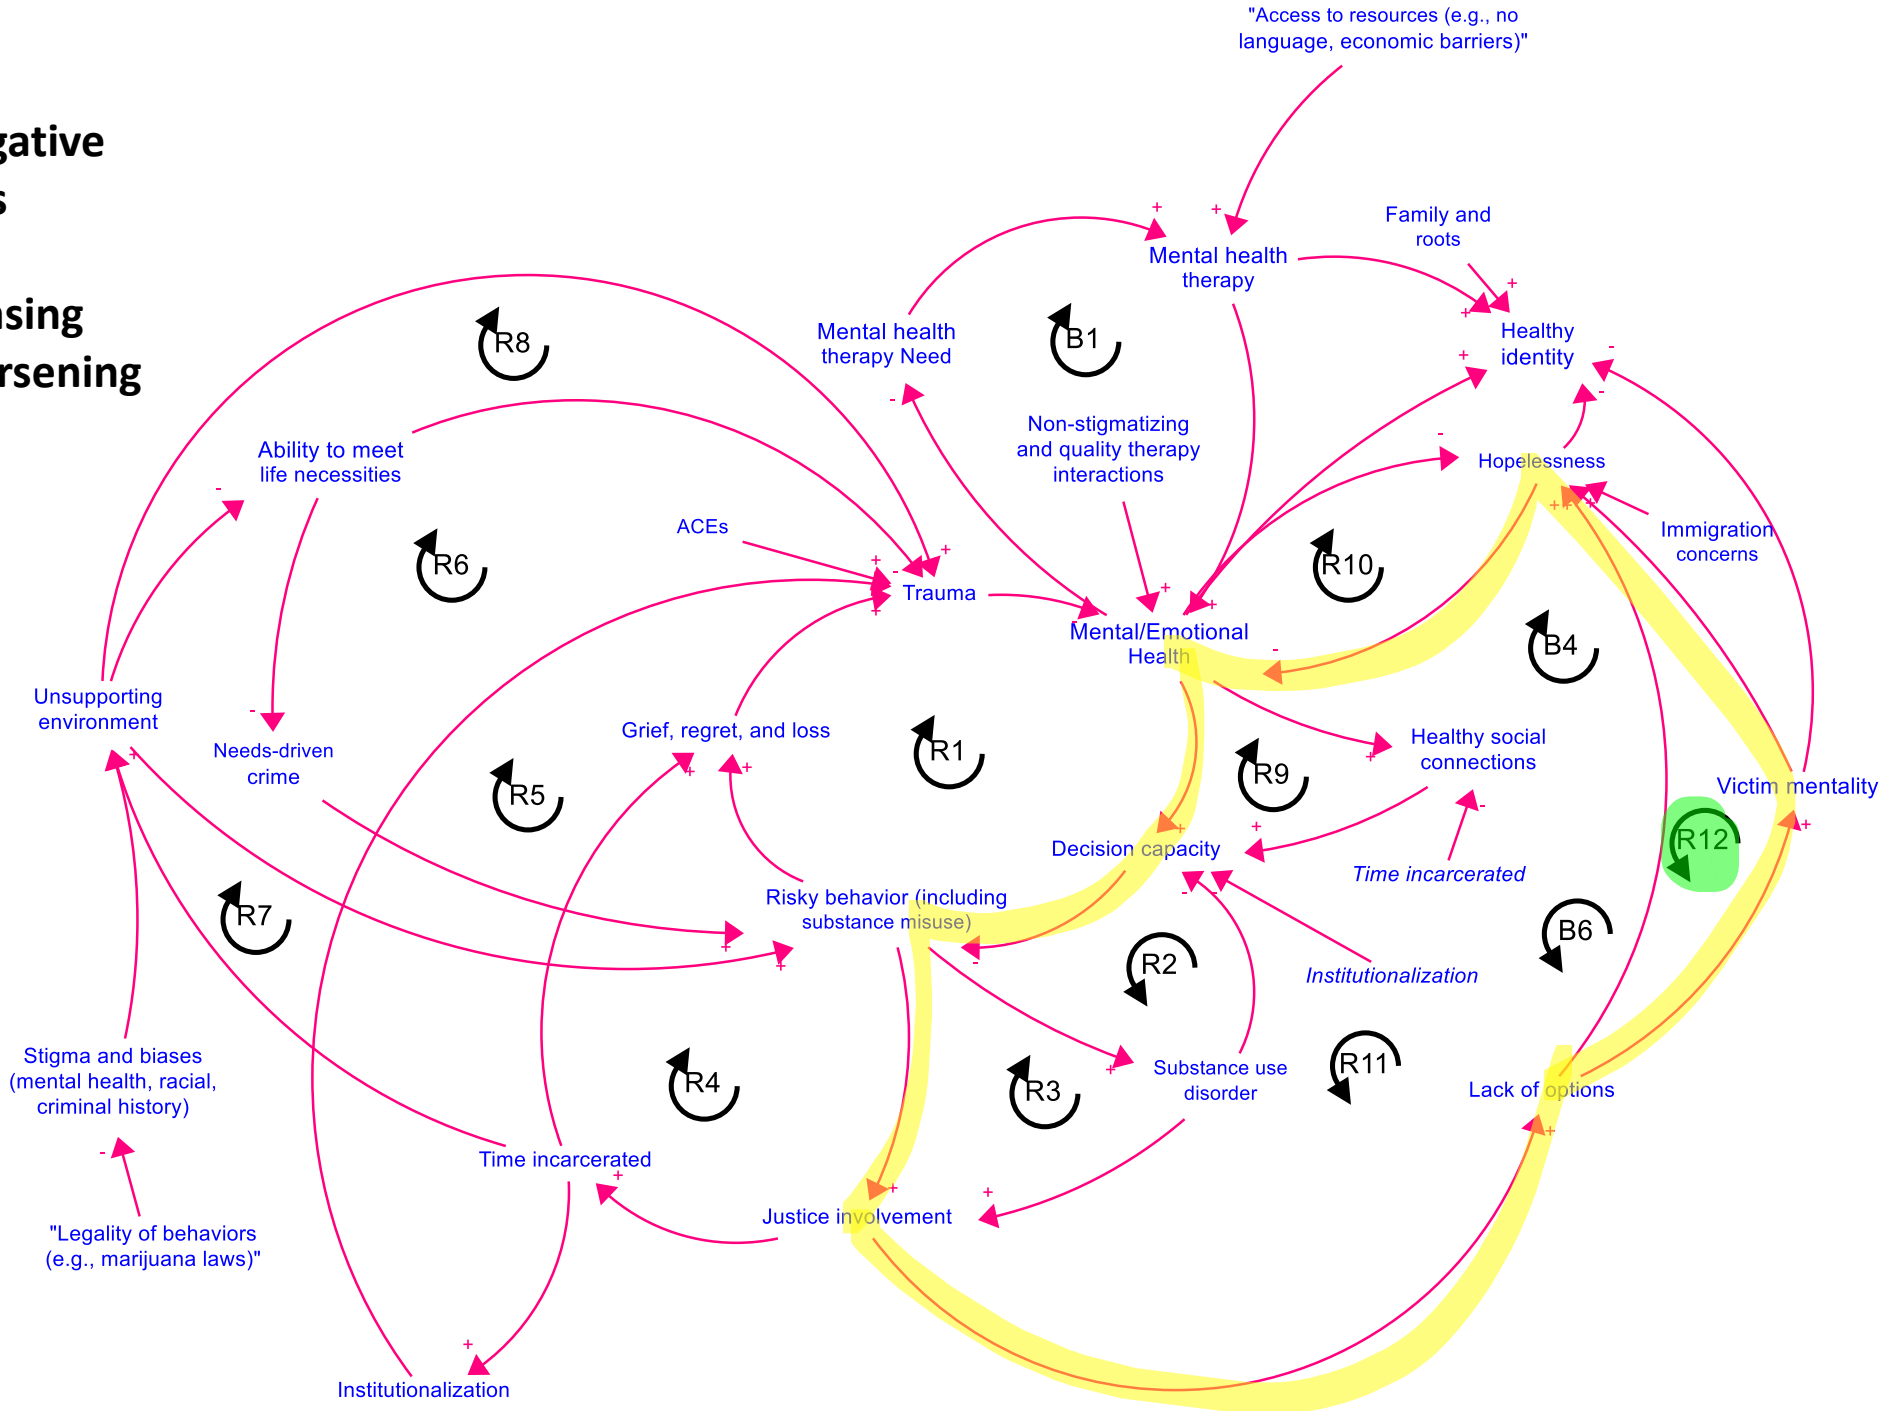 "Access to resources (e.g., no
language, economic barriers)"
gative
s
nsing
rsening
Family and
roots
Mental health
therapy
Healthy
identity
Mental health
therapy Need
R8
B1
Non-stigmatizing
and quality therapy
interactions
Hopelessness
Ability to meet
life necessities
ACEs
Immigration
concerns
R6
R10
Trauma
Mental/Emotional
Health
B4
Unsupporting
environment
Grief, regret, and loss
Needs-driven
crime
R1
R5
R9
Healthy social
connections
Victim mentality
R12
Decision capacity
Time incarcerated
Risky behavior (including
substance misuse)
R7
R2
B6
Institutionalization
Stigma and biases
(mental health, racial,
criminal history)
R4
R3
Substance use
disorder
R11
Lack of options
Time incarcerated
Justice involvement
"Legality of behaviors
(e.g., marijuana laws)"
Institutionalization